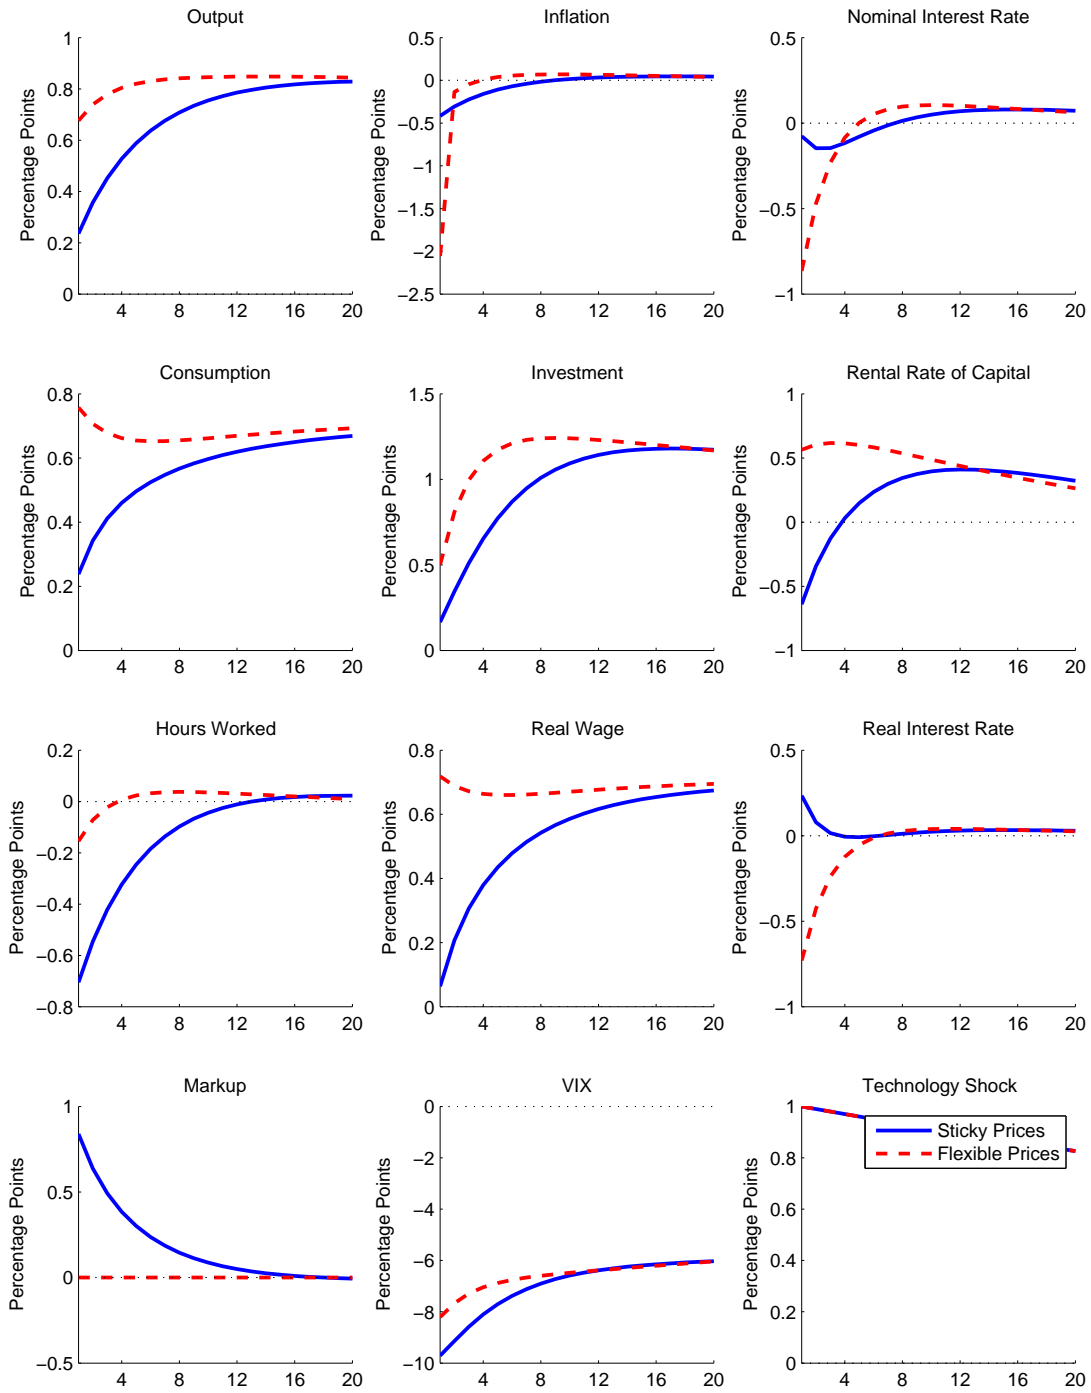 Output
Inflation
Nominal Interest Rate
Percentage Points
1
0.8
0.6
0.4
0.2
0
4 8 12 16 20
Percentage Points
0.5
0
−0.5
−1
−1.5
−2
−2.5
4 8 12 16 20
Percentage Points
0.5
0
−0.5
−1
4 8 12 16 20
Consumption
Investment
Rental Rate of Capital
Percentage Points
0.8
0.6
0.4
0.2
0
4 8 12 16 20
Percentage Points
1.5
1
0.5
0
4 8 12 16 20
Percentage Points
1
0.5
0
−0.5
−1
4 8 12 16 20
Hours Worked
Real Wage
Real Interest Rate
Percentage Points
0.2
0
−0.2
−0.4
−0.6
−0.8
4 8 12 16 20
Percentage Points
0.8
0.6
0.4
0.2
0
4 8 12 16 20
Percentage Points
0.5
0
−0.5
−1
4 8 12 16 20
Markup
VIX
Technology Shock
Percentage Points
1
0.5
0
−0.5
4 8 12 16 20
Percentage Points
0
−2
−4
−6
−8
−10
4 8 12 16 20
Percentage Points
1
0.8
0.6
0.4
0.2
0
4 8 12 16 20
Sticky Prices
Flexible Prices